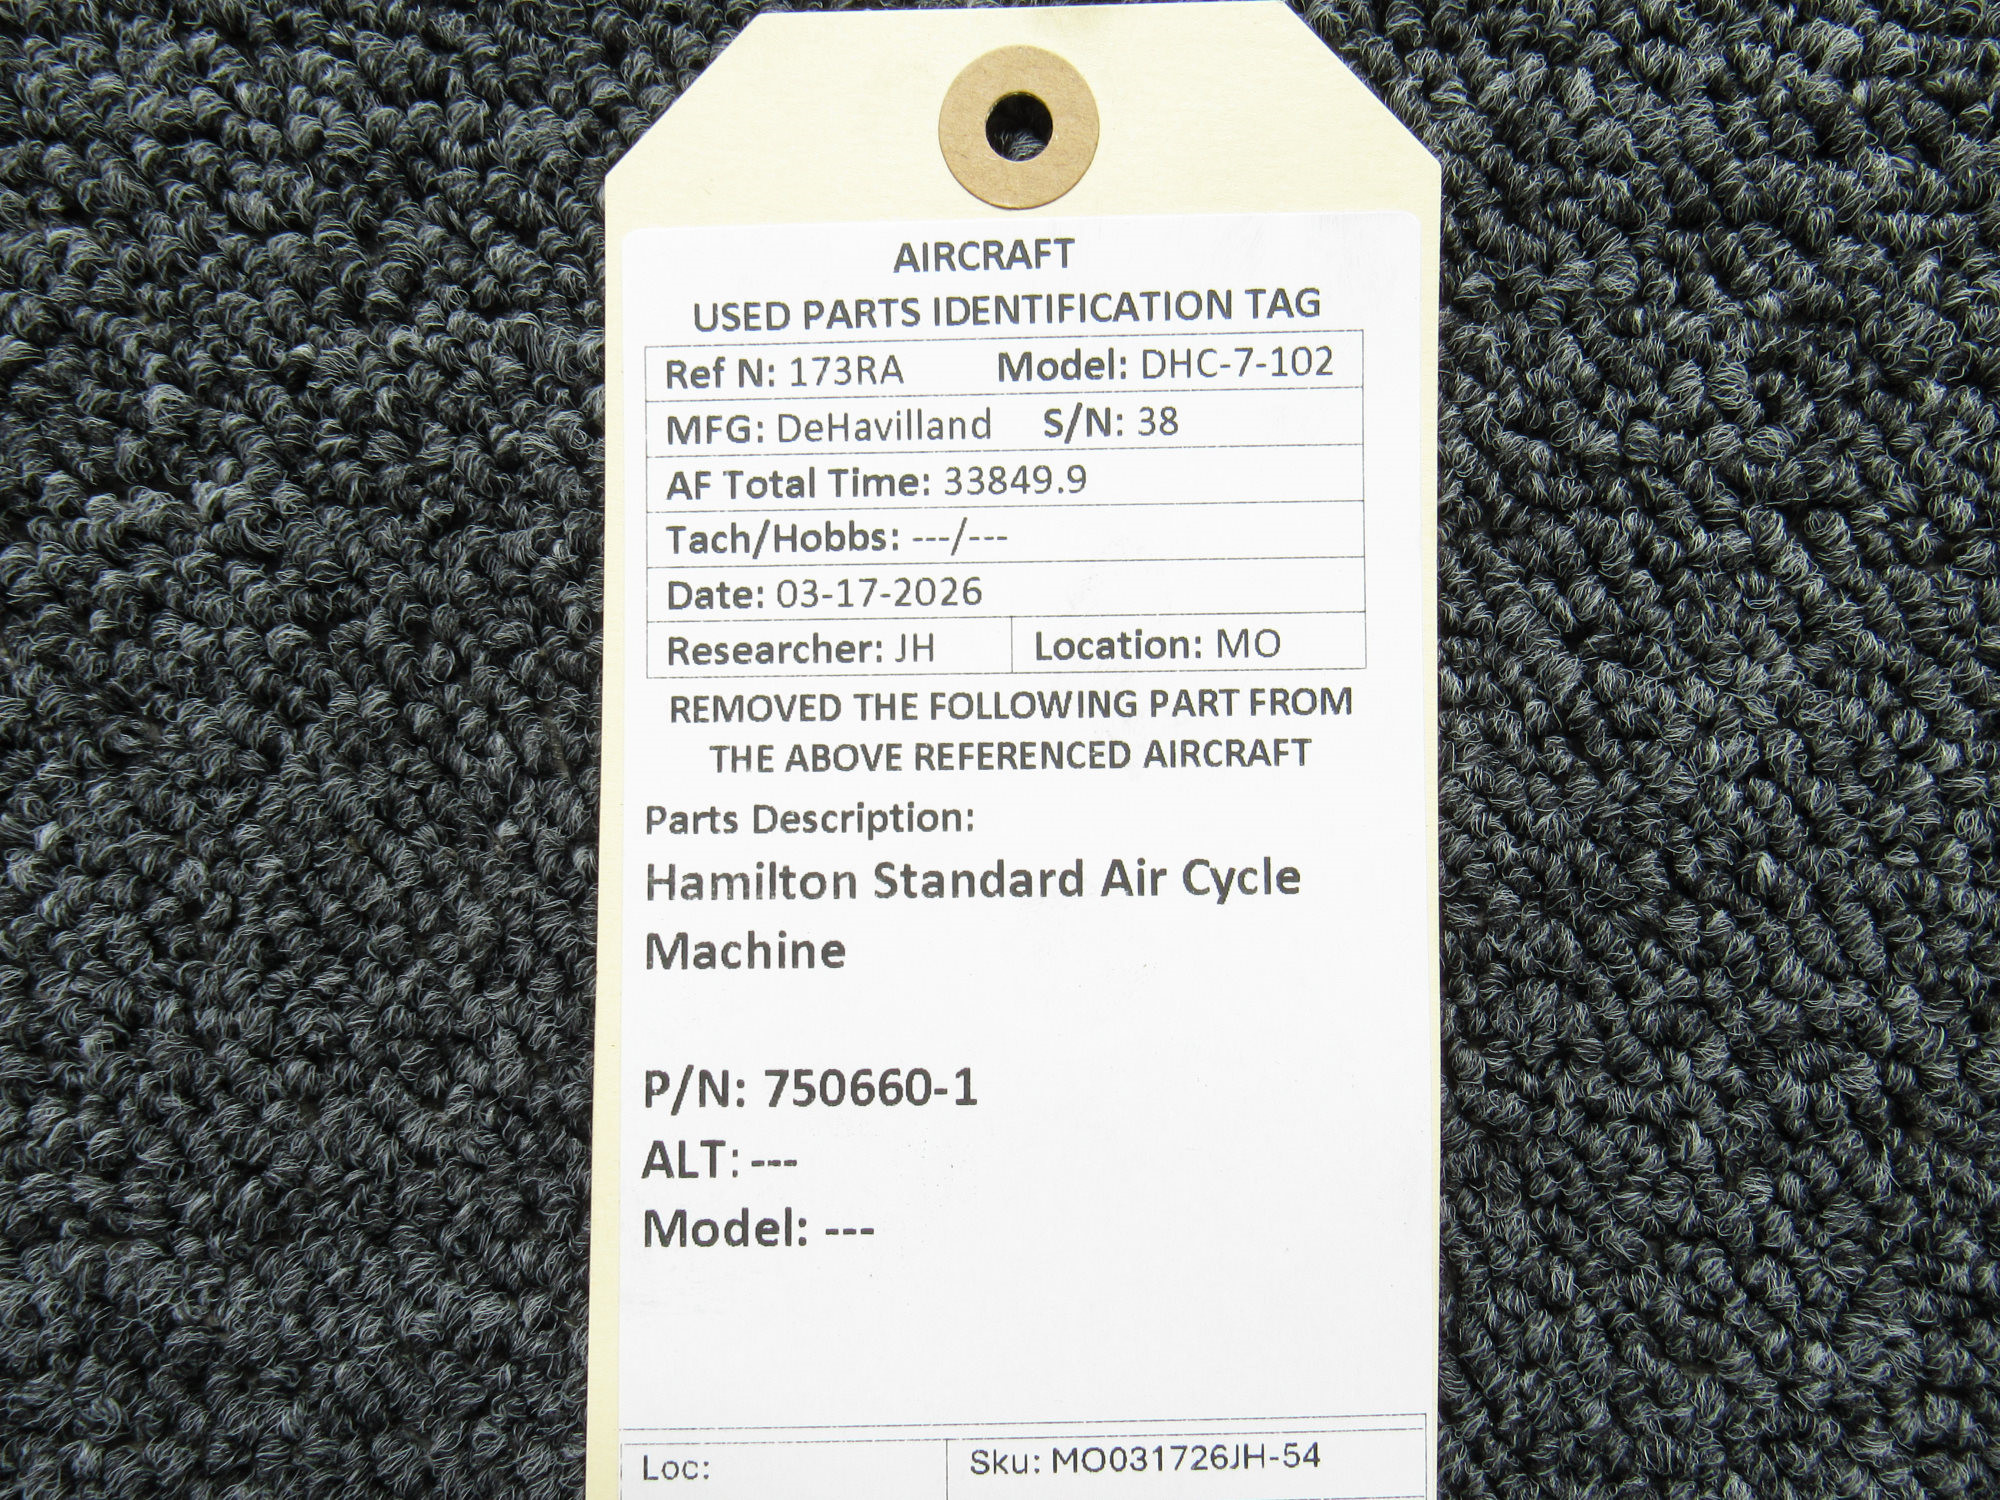 AIRCRAFT
USED PARTS IDENTIFICATION TAG
Ref N: 173RA Model: DHC-7-102
MFG: DeHavilland S/N: 38
AF Total Time: 33849.9
Tach/Hobbs: ---/---
Date: 03-17-2026
Researcher: JH Location: MO
REMOVED THE FOLLOWING PART FROM
THE ABOVE REFERENCED AIRCRAFT
Parts Description:
Hamilton Standard Air Cycle
Machine
P/N: 750660-1
ALT: ---
Model: ---
Loc: Sku: MO031726JH-54